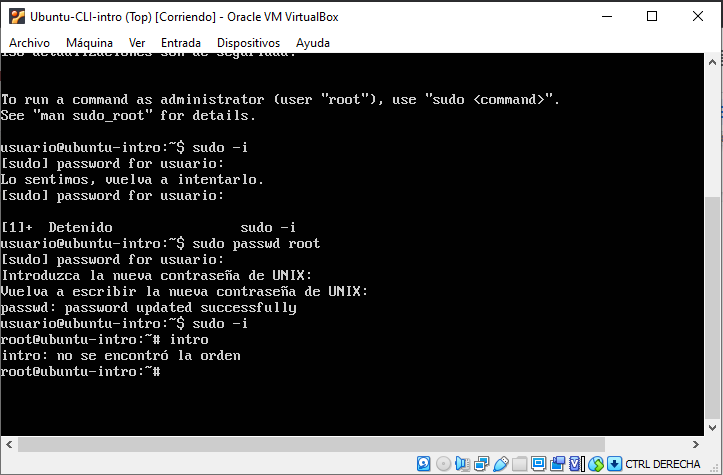 Ubuntu-CLI-intro (Top) [Corriendo] - Oracle VM VirtualBox
Archivo Máquina Ver Entrada Dispositivos Ayuda
actualizaciones son de seguridad.
To run a command as administrator (user "root"), use "sudo <command>".
See "man sudo_root" for details.
usuario@ubuntu-intro:~$ sudo -i
[sudo] password for usuario:
Lo sentimos, vuelva a intentarlo.
[sudo] password for usuario:
[1]+ Detenido sudo -i
usuario@ubuntu-intro:~$ sudo passwd root
[sudo] password for usuario:
Introduzca la nueva contraseña de UNIX:
Vuelva a escribir la nueva contraseña de UNIX:
passwd: password updated successfully
usuario@ubuntu-intro:~$ sudo -i
root@ubuntu-intro:~# intro
intro: no se encontró la orden
root@ubuntu-intro:~#
CTRL DERECHA